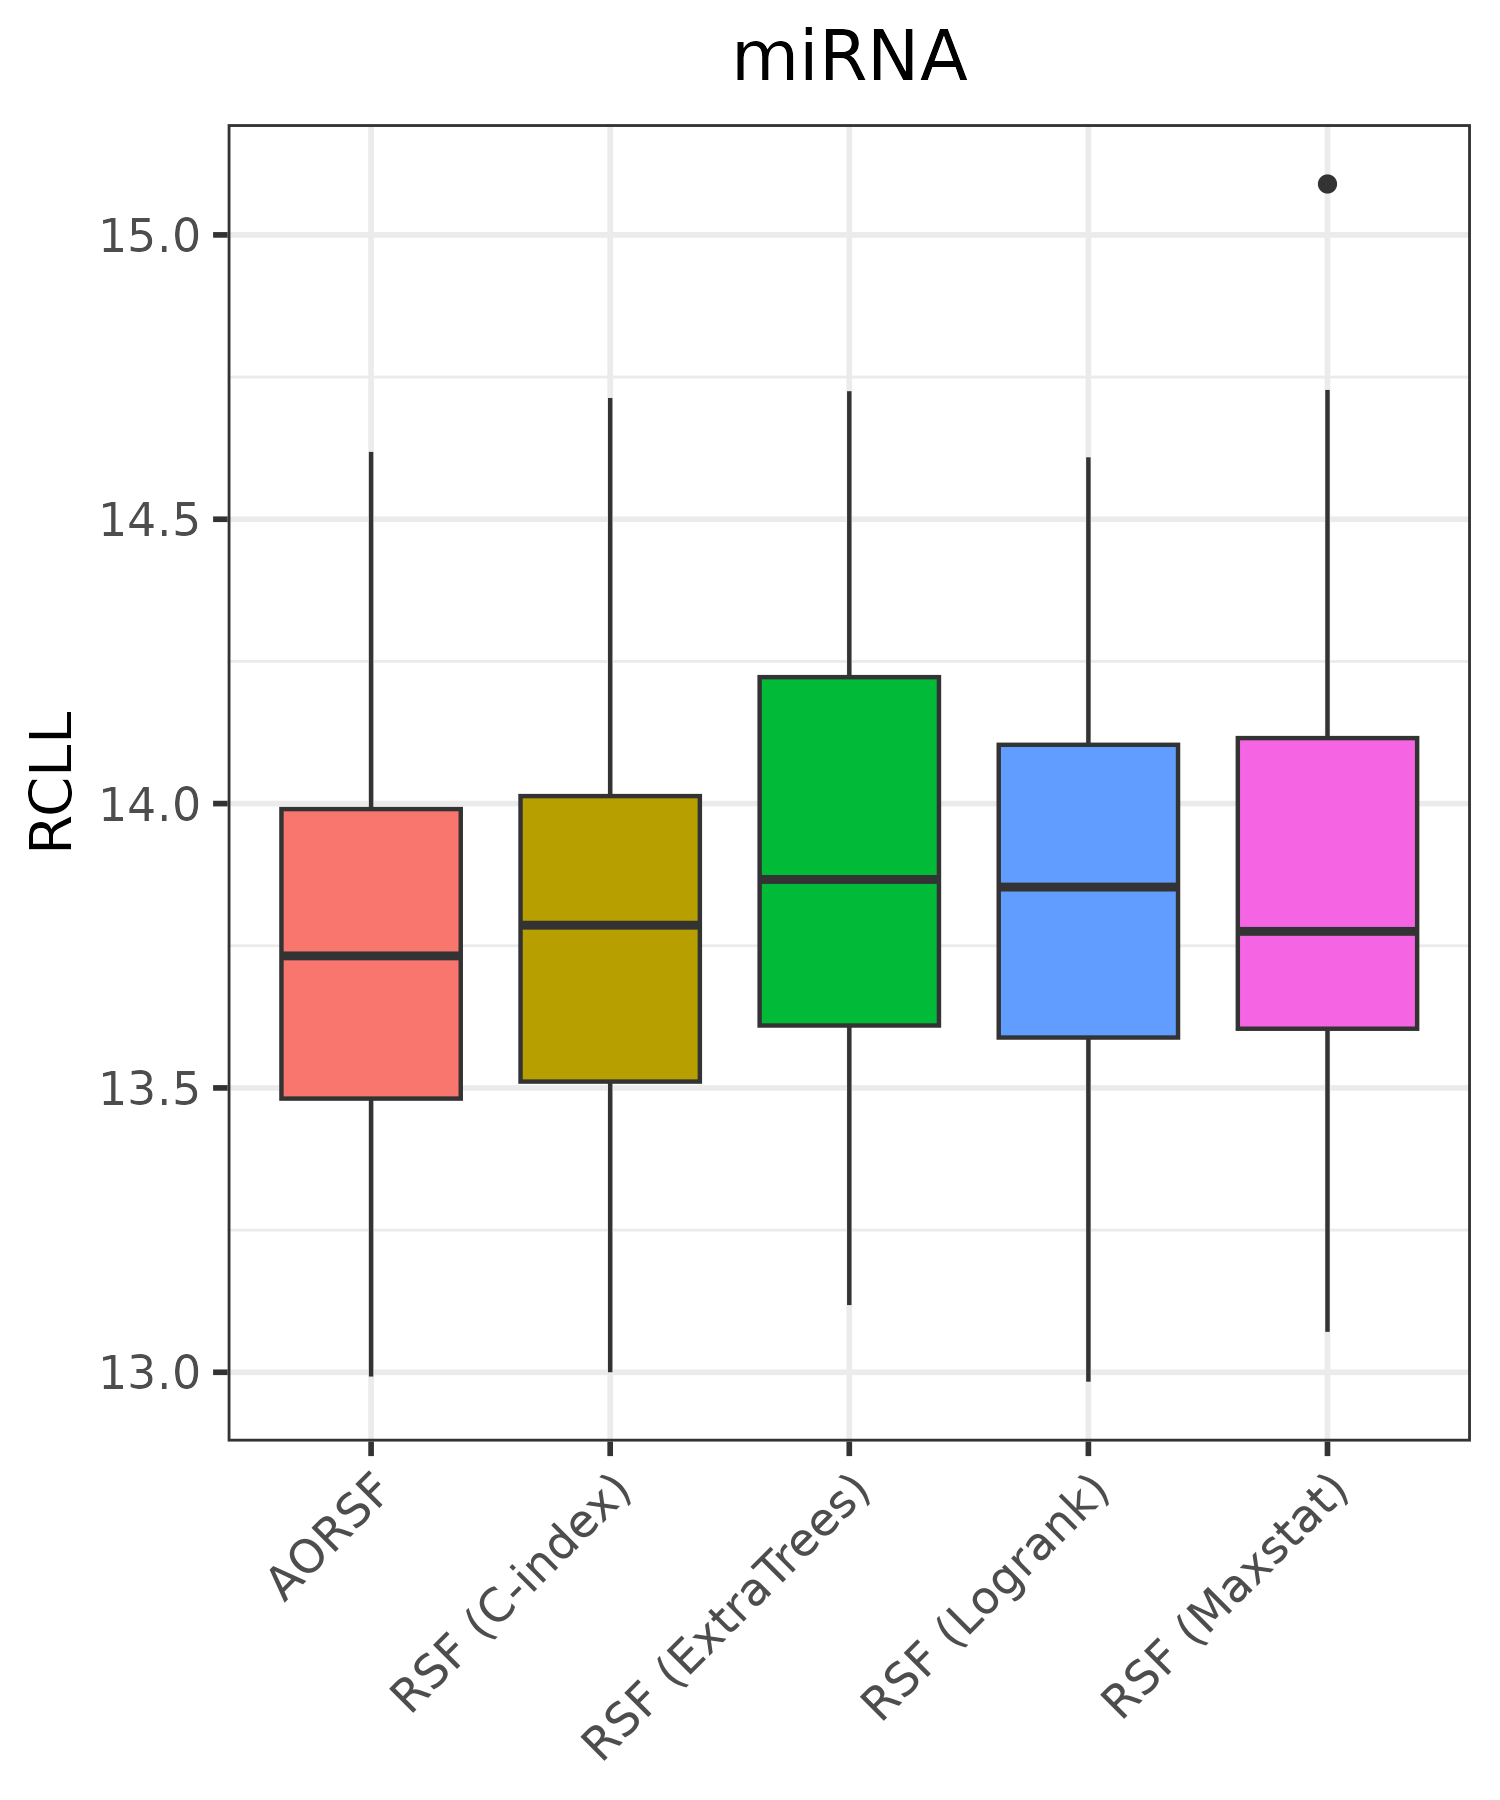 miRNA
RCLL
15.0
14.5
14.0
13.5
13.0
AORSF
RSF (C-index)
RSF (ExtraTrees)
RSF (Logrank)
RSF (Maxstat)